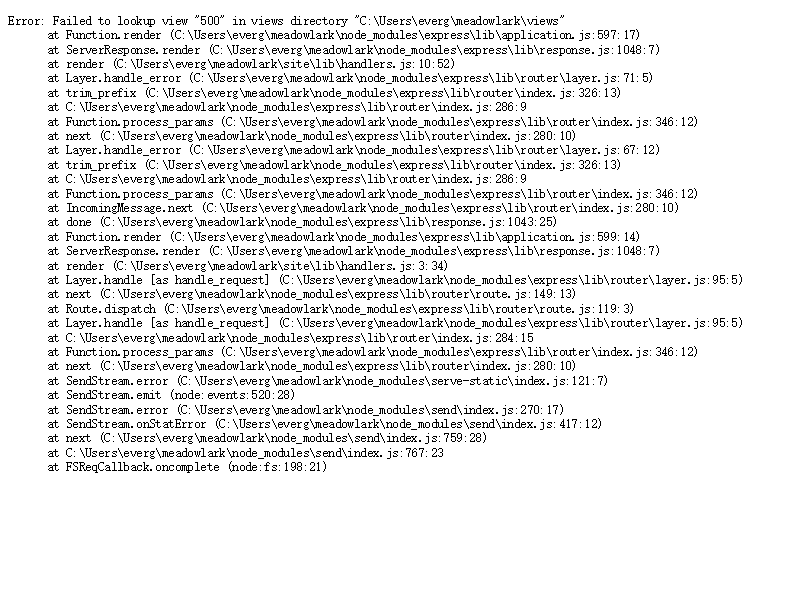 Error: Failed to lookup view "500" in views directory "C:\Users\everg\meadowlark\views"
at Function.render (C:\Users\everg\meadowlark\node_modules\express\lib\application.js:597:17)
at ServerResponse.render (C:\Users\everg\meadowlark\node_modules\express\lib\response.js:1048:7)
at render (C:\Users\everg\meadowlark\site\lib\handlers.js:10:52)
at Layer.handle_error (C:\Users\everg\meadowlark\node_modules\express\lib\router\layer.js:71:5)
at trim_prefix (C:\Users\everg\meadowlark\node_modules\express\lib\router\index.js:326:13)
at C:\Users\everg\meadowlark\node_modules\express\lib\router\index.js:286:9
at Function.process_params (C:\Users\everg\meadowlark\node_modules\express\lib\router\index.js:346:12)
at next (C:\Users\everg\meadowlark\node_modules\express\lib\router\index.js:280:10)
at Layer.handle_error (C:\Users\everg\meadowlark\node_modules\express\lib\router\layer.js:67:12)
at trim_prefix (C:\Users\everg\meadowlark\node_modules\express\lib\router\index.js:326:13)
at C:\Users\everg\meadowlark\node_modules\express\lib\router\index.js:286:9
at Function.process_params (C:\Users\everg\meadowlark\node_modules\express\lib\router\index.js:346:12)
at IncomingMessage.next (C:\Users\everg\meadowlark\node_modules\express\lib\router\index.js:280:10)
at done (C:\Users\everg\meadowlark\node_modules\express\lib\response.js:1043:25)
at Function.render (C:\Users\everg\meadowlark\node_modules\express\lib\application.js:599:14)
at ServerResponse.render (C:\Users\everg\meadowlark\node_modules\express\lib\response.js:1048:7)
at render (C:\Users\everg\meadowlark\site\lib\handlers.js:3:34)
at Layer.handle [as handle_request] (C:\Users\everg\meadowlark\node_modules\express\lib\router\layer.js:95:5)
at next (C:\Users\everg\meadowlark\node_modules\express\lib\router\route.js:149:13)
at Route.dispatch (C:\Users\everg\meadowlark\node_modules\express\lib\router\route.js:119:3)
at Layer.handle [as handle_request] (C:\Users\everg\meadowlark\node_modules\express\lib\router\layer.js:95:5)
at C:\Users\everg\meadowlark\node_modules\express\lib\router\index.js:284:15
at Function.process_params (C:\Users\everg\meadowlark\node_modules\express\lib\router\index.js:346:12)
at next (C:\Users\everg\meadowlark\node_modules\express\lib\router\index.js:280:10)
at SendStream.error (C:\Users\everg\meadowlark\node_modules\serve-static\index.js:121:7)
at SendStream.emit (node:events:520:28)
at SendStream.error (C:\Users\everg\meadowlark\node_modules\send\index.js:270:17)
at SendStream.onStatError (C:\Users\everg\meadowlark\node_modules\send\index.js:417:12)
at next (C:\Users\everg\meadowlark\node_modules\send\index.js:759:28)
at C:\Users\everg\meadowlark\node_modules\send\index.js:767:23
at FSReqCallback.oncomplete (node:fs:198:21)